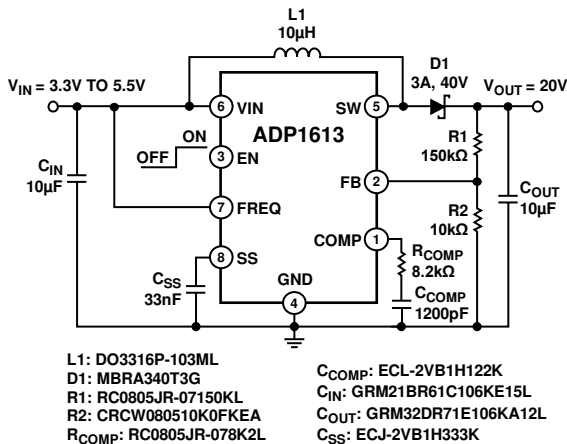 L1
10µH
D1
3A, 40V
V_IN = 3.3V TO 5.5V
V_OUT = 20V
6 VIN
SW 5
ADP1613
ON
OFF
3 EN
R1
150kΩ
C_IN
10µF
FB 2
C_OUT
10µF
7 FREQ
R2
10kΩ
COMP 1
8 SS
R_COMP
8.2kΩ
C_SS
33nF
GND
4
C_COMP
1200pF
L1: DO3316P-103ML
D1: MBRA340T3G
R1: RC0805JR-07150KL
R2: CRCW080510K0FKEA
R_COMP: RC0805JR-078K2L
C_COMP: ECL-2VB1H122K
C_IN: GRM21BR61C106KE15L
C_OUT: GRM32DR71E106KA12L
C_SS: ECJ-2VB1H333K